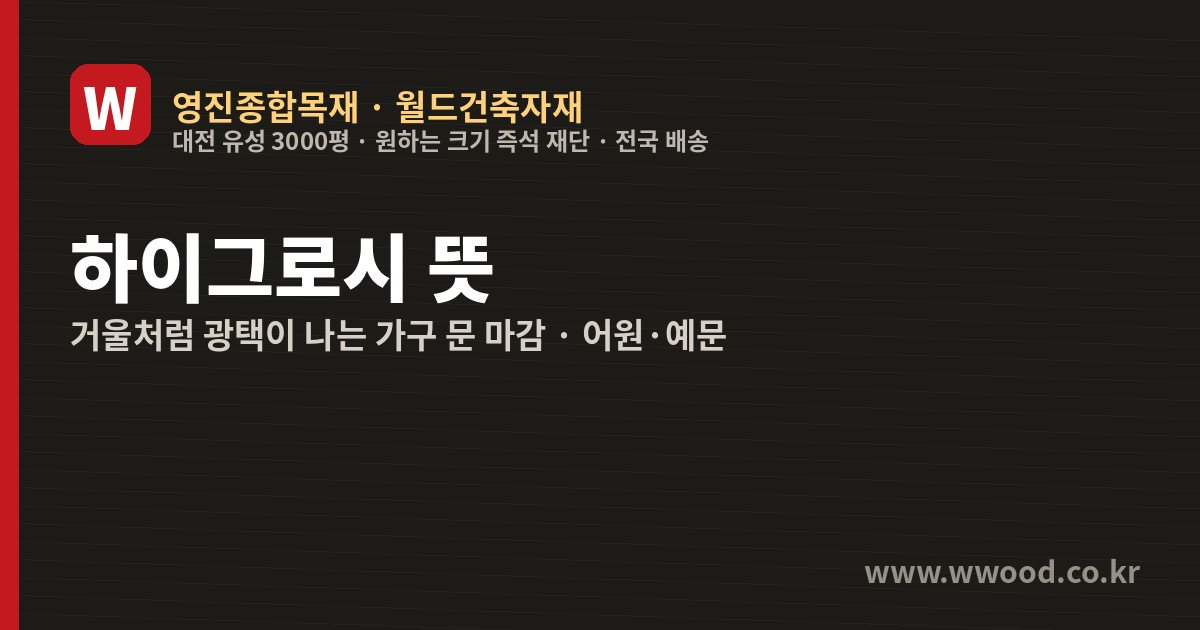 W
영진종합목재 · 월드건축자재
대전 유성 3000평 · 원하는 크기 즉석 재단 · 전국 배송
하이그로시 뜻
거울처럼 광택이 나는 가구 문 마감 · 어원·예문
www.wwood.co.kr